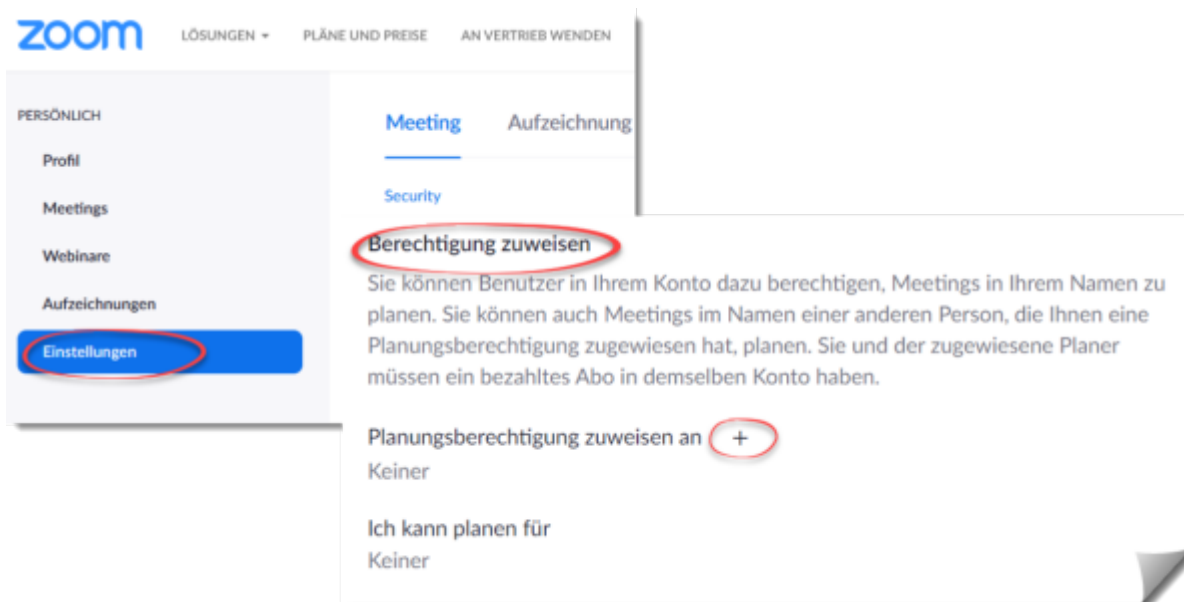 zoom LÖSUNGEN PLÄNE UND PREISE AN VERTRIEB WENDEN
PERSÖNLICH
Profil
Meetings
Webinare
Aufzeichnungen
Einstellungen
Meeting Aufzeichnung
Security
Berechtigung zuweisen
Sie können Benutzer in Ihrem Konto dazu berechtigen, Meetings in Ihrem Namen zu
planen. Sie können auch Meetings im Namen einer anderen Person, die Ihnen eine
Planungsberechtigung zugewiesen hat, planen. Sie und der zugewiesene Planer
müssen ein bezahltes Abo in demselben Konto haben.
Planungsberechtigung zuweisen an +
Keiner
Ich kann planen für
Keiner